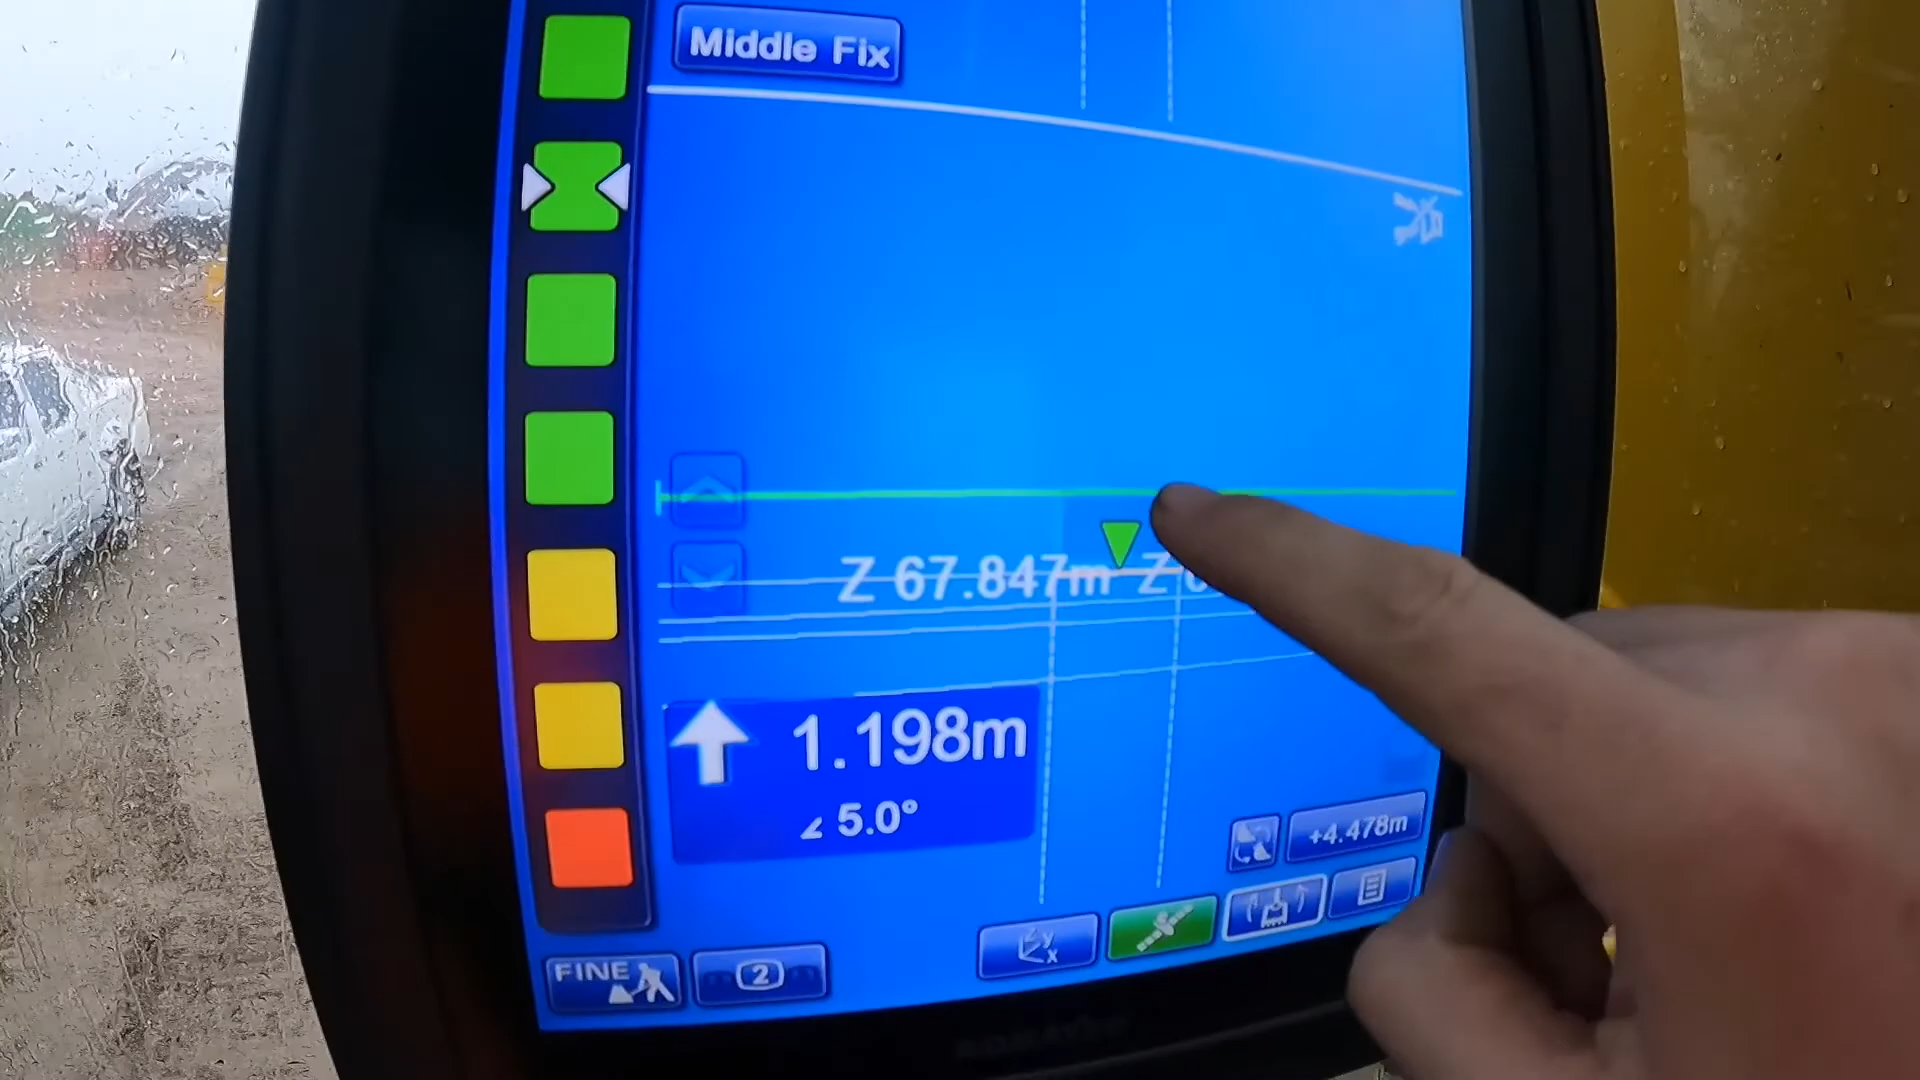 Middle Fix
Z 67.847m Z
1.198m
∠ 5.0°
+4.478m
FINE
2
Z Y X